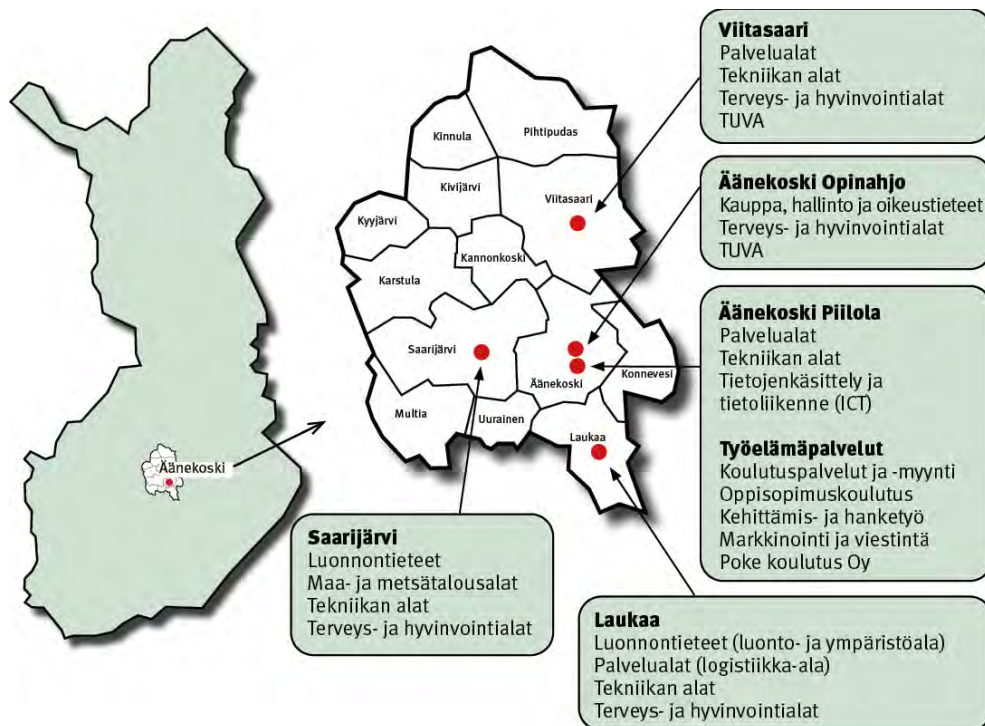 Viitasaari
Palvelualat
Tekniikan alat
Terveys- ja hyvinvointialat
TUVA
Äänekoski Opinahjo
Kauppa, hallinto ja oikeustieteet
Terveys- ja hyvinvointialat
TUVA
Äänekoski Piilola
Palvelualat
Tekniikan alat
Tietojenkäsittely ja
tietoliikenne (ICT)
Työelämäpalvelut
Koulutuspalvelut ja -myynti
Oppisopimuskoulutus
Kehittämis- ja hanketyö
Markkinointi ja viestintä
Poke koulutus Oy
Kinnula
Pihtipudas
Kivijärvi
Viitasaari
Kyyjärvi
Kannonkoski
Karstula
Saarijärvi
Äänekoski
Konnevesi
Multia
Uurainen
Laukaa
Äänekoski
Saarijärvi
Luonnontieteet
Maa- ja metsätalousalat
Tekniikan alat
Terveys- ja hyvinvointialat
Laukaa
Luonnontieteet (luonto- ja ympäristöala)
Palvelualat (logistiikka-ala)
Tekniikan alat
Terveys- ja hyvinvointialat